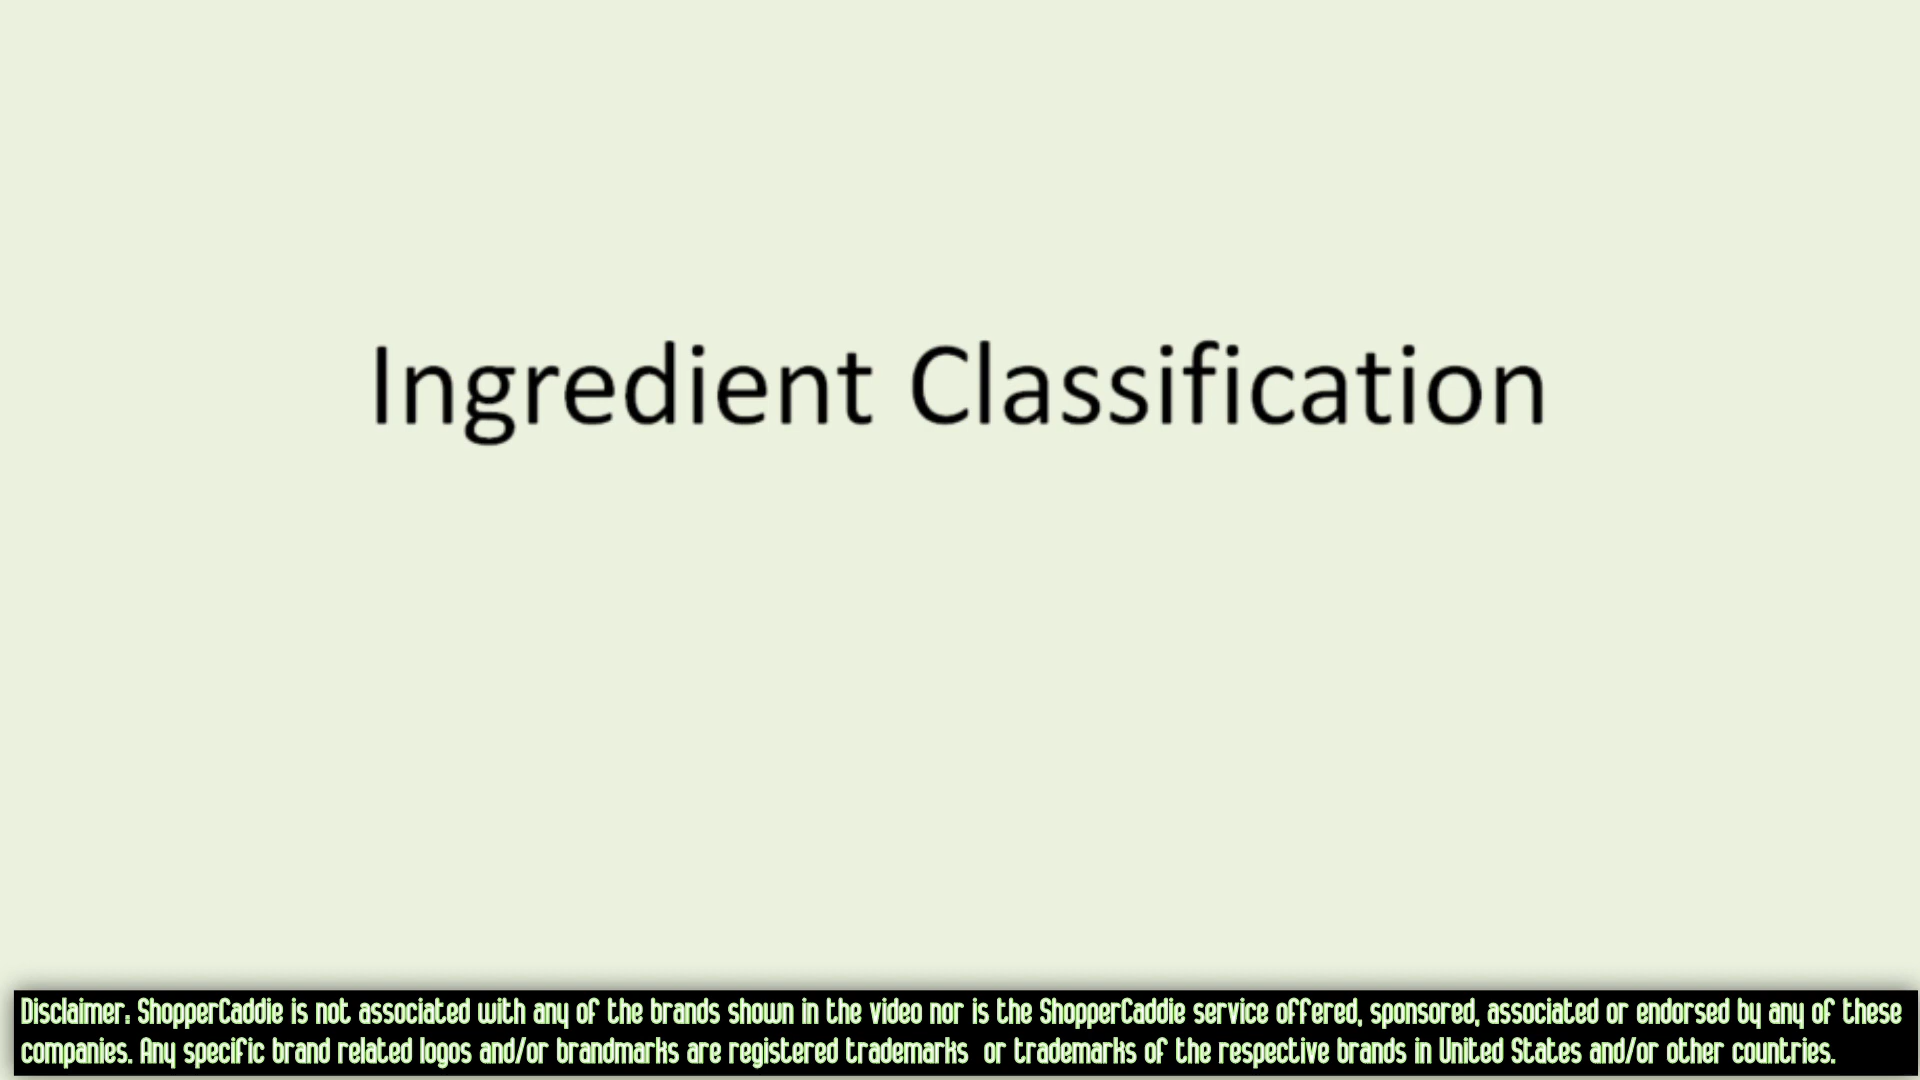 Ingredient Classification
Disclaimer: ShopperCaddie is not associated with any of the brands shown in the video nor is the ShopperCaddie service offered, sponsored, associated or endorsed by any of these
companies. Any specific brand related logos and/or brandmarks are registered trademarks  or trademarks of the respective brands in United States and/or other countries.